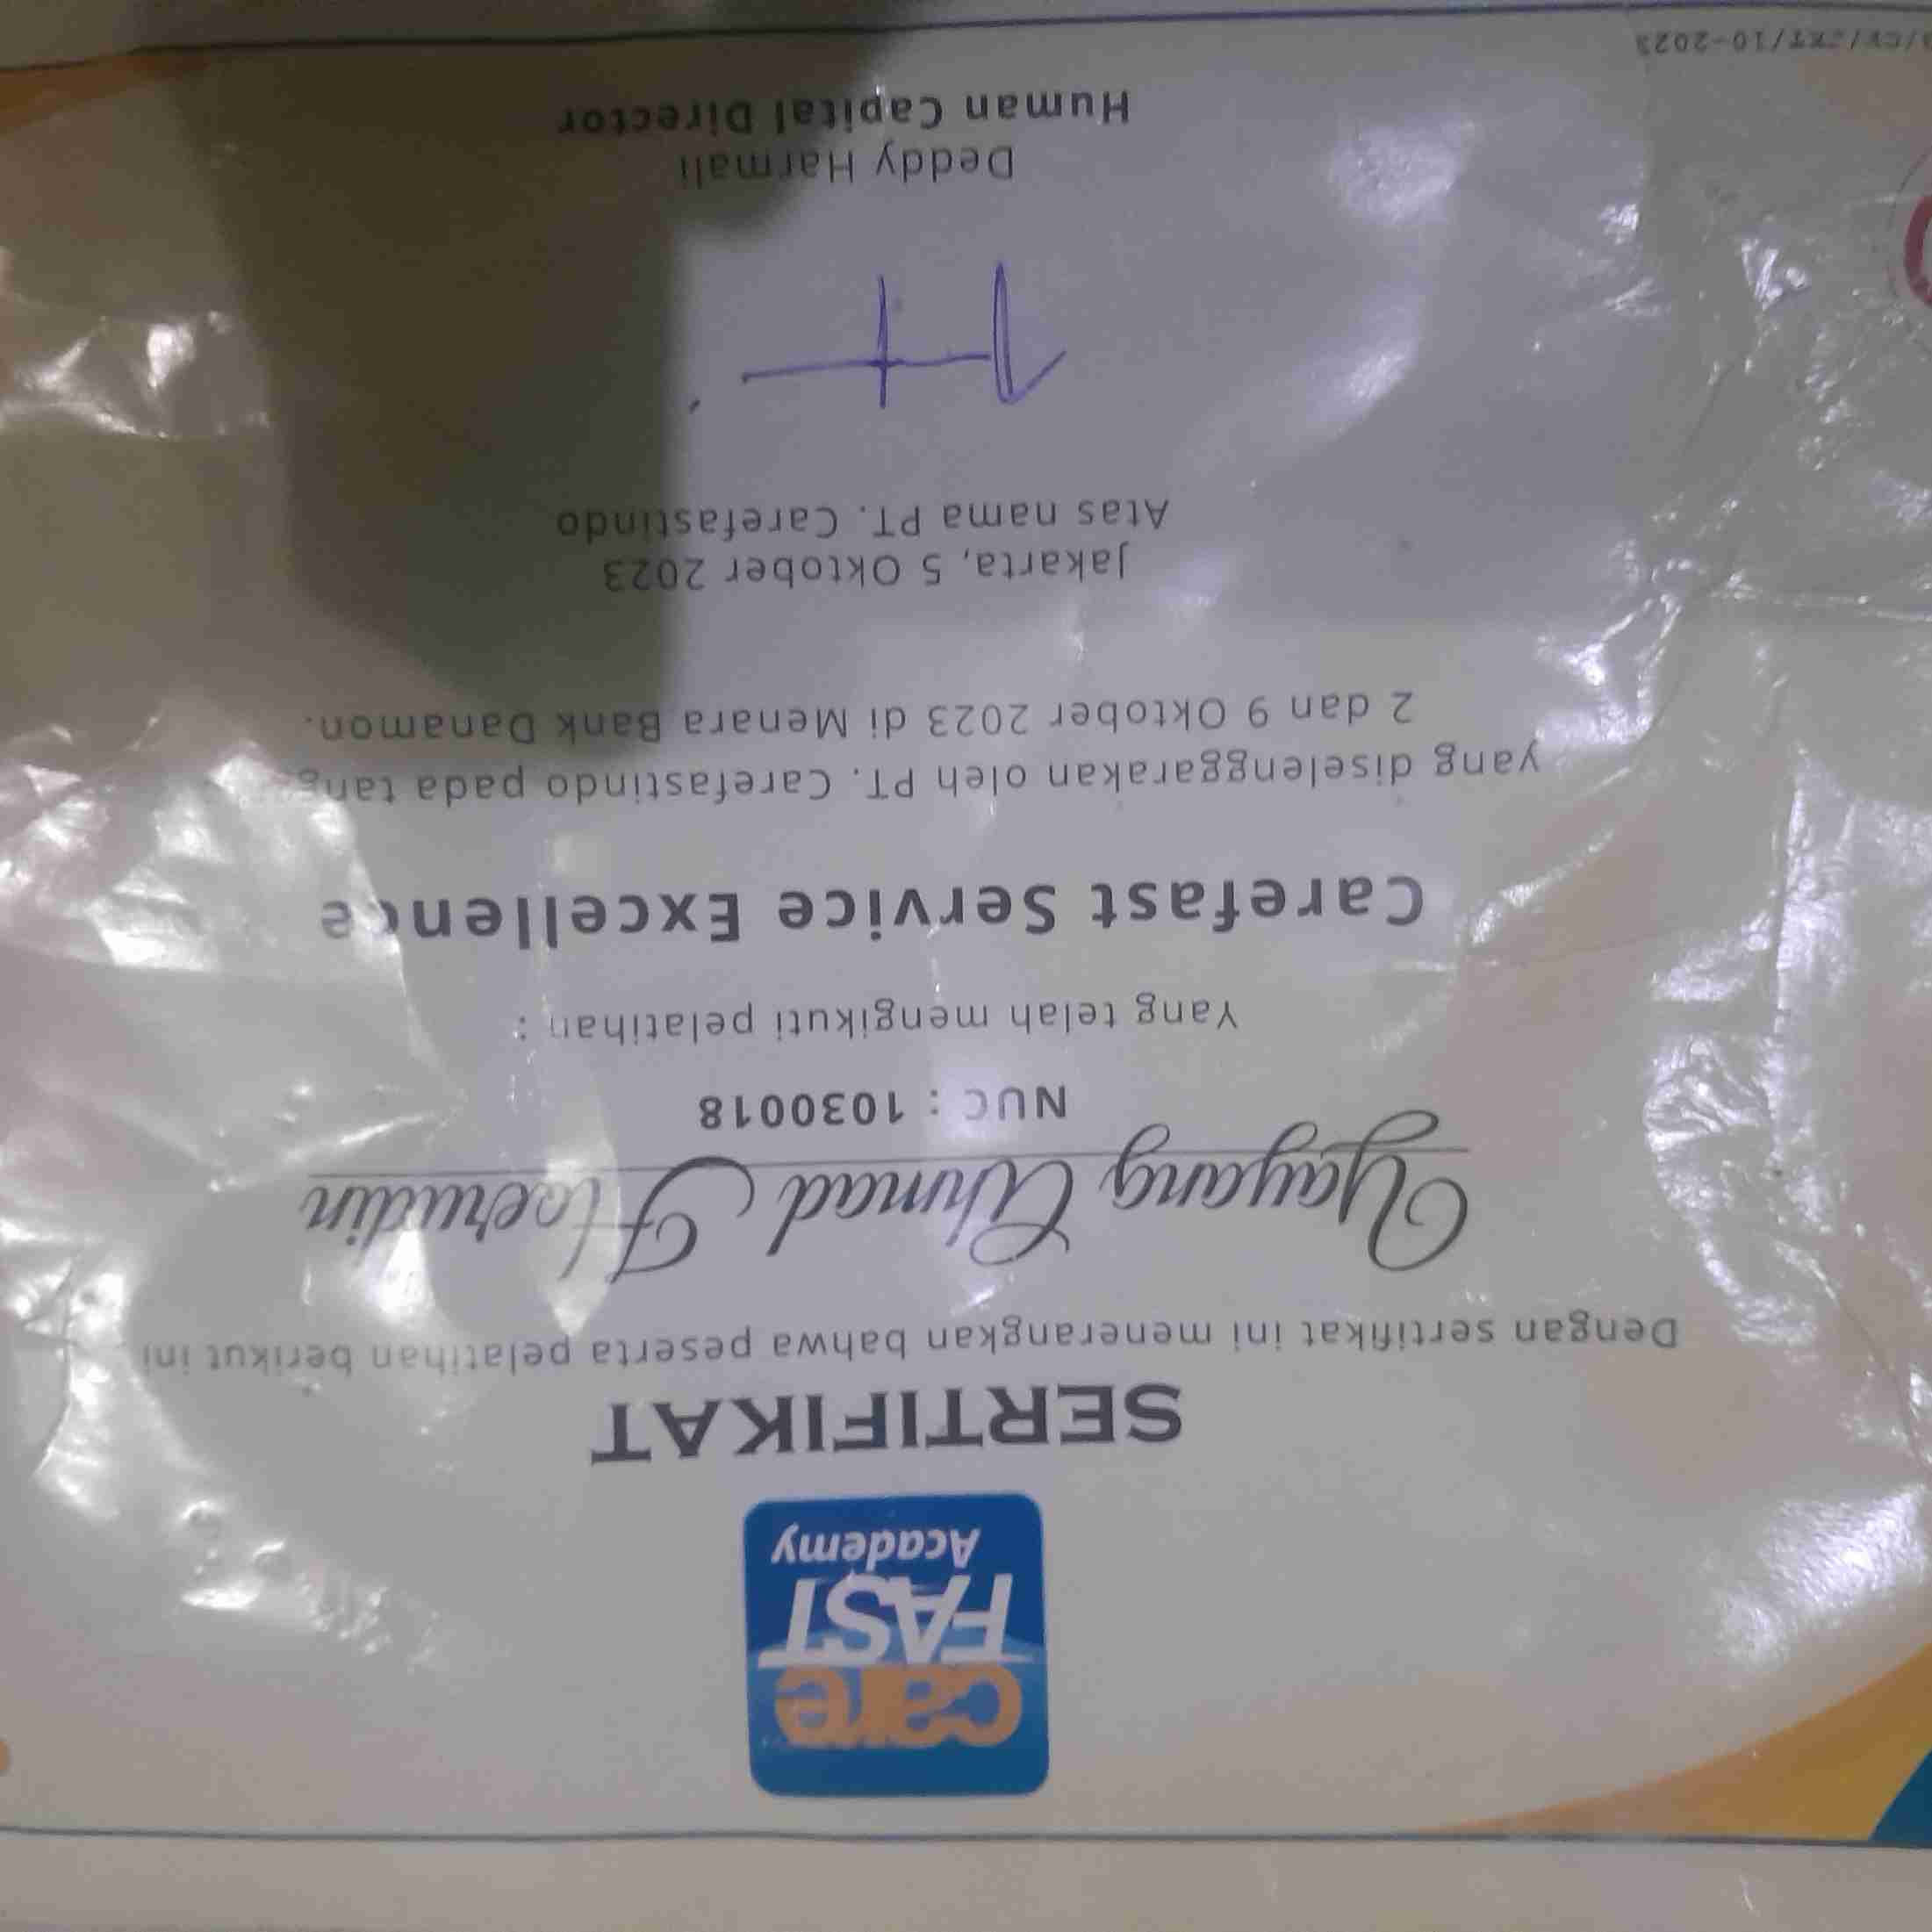 care
FAST
Academy
SERTIFIKAT
Dengan sertifikat ini menerangkan bahwa peserta pelatihan berikut ini
Yayang Ahmad
NUC : 1030018
Yang telah mengikuti pelatihan :
Carefast Service Excellence
yang diselenggarakan oleh PT. Carefastindo pada
2 dan 9 Oktober 2023 di Menara Bank Danamon.
Jakarta, 5 Oktober 2023
Atas nama PT. Carefastindo
Deddy Harmali
Human Capital Director